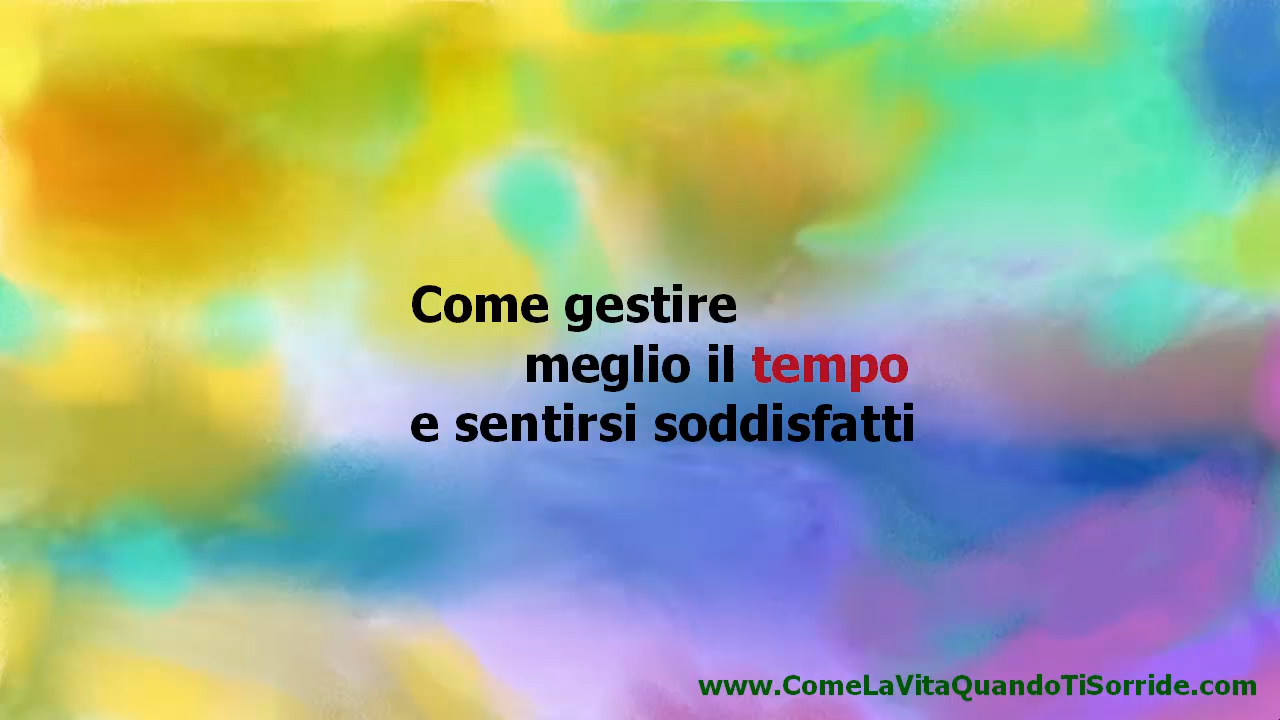 Come gestire
meglio il tempo
e sentirsi soddisfatti
www.ComeLaVitaQuandoTiSorride.com